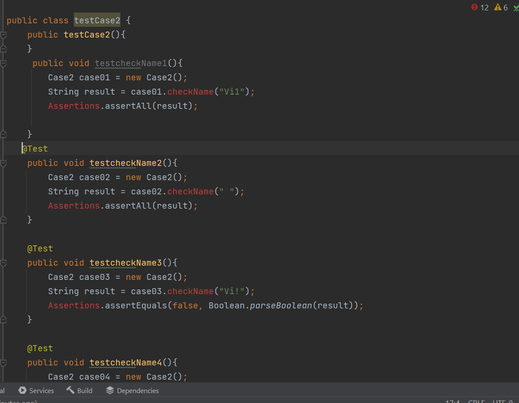 12 6
public class testCase2 {
public testCase2(){
}
public void testcheckName1(){
Case2 case01 = new Case2();
String result = case01.checkName("Vi1");
Assertions.assertAll(result);
}
@Test
public void testcheckName2(){
Case2 case02 = new Case2();
String result = case02.checkName(" ");
Assertions.assertAll(result);
}
@Test
public void testcheckName3(){
Case2 case03 = new Case2();
String result = case03.checkName("Vi!");
Assertions.assertEquals(false, Boolean.parseBoolean(result));
}
@Test
public void testcheckName4(){
Case2 case04 = new Case2();
Services Build Dependencies